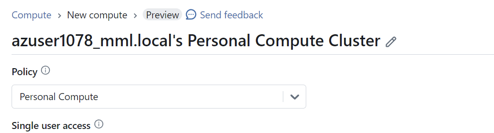 Compute > New compute > Preview Send feedback
azuser1078_mml.local's Personal Compute Cluster
Policy
Personal Compute
Single user access